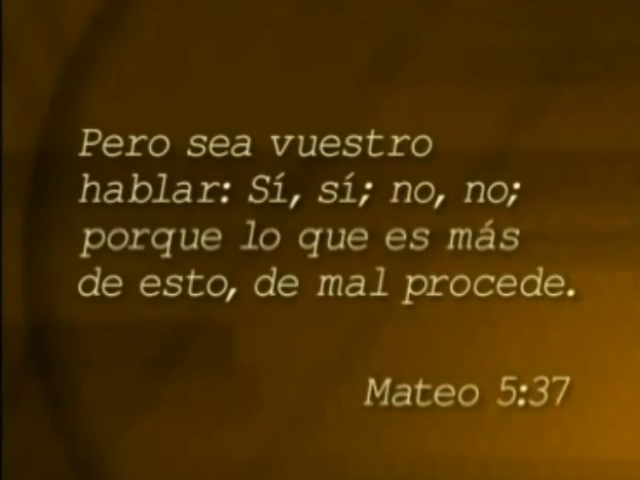 Pero sea vuestro
hablar: Sí, sí; no, no;
porque lo que es más
de esto, de mal procede.
Mateo 5:37